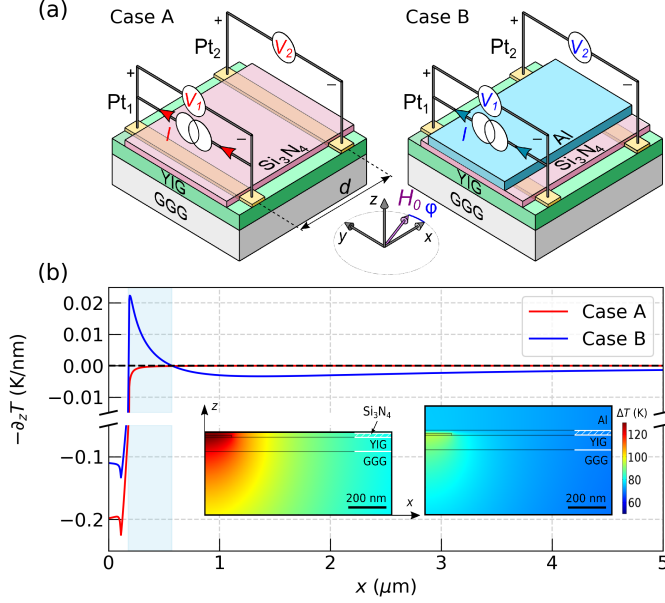 (a)
Case A
Case B
+
V2
Pt2
−
+
V1
Pt1
I
−
Si3N4
YIG
GGG
d
+
V2
Pt2
−
+
V1
Pt1
I
−
Al
Si3N4
YIG
GGG
z
H0 φ
y
x
(b)
−∂zT (K/nm)
0.02
0.01
0.00
−0.01
−0.1
−0.2
Case A
Case B
z
Si3N4
YIG
GGG
200 nm
x
Al
YIG
GGG
200 nm
ΔT (K)
120
100
80
60
0 1 2 3 4 5
x (μm)